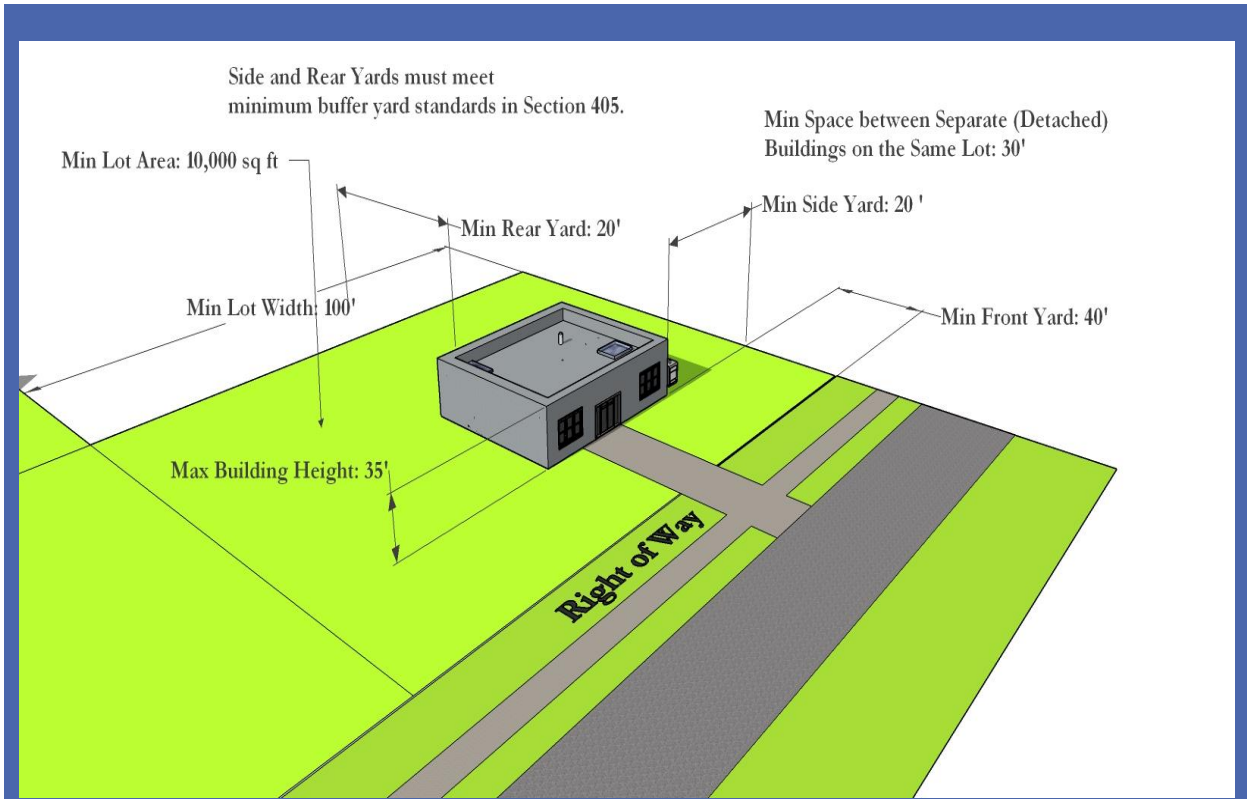 Side and Rear Yards must meet
minimum buffer yard standards in Section 405.
Min Space between Separate (Detached)
Buildings on the Same Lot: 30'
Min Lot Area: 10,000 sq ft
Min Side Yard: 20 '
Min Rear Yard: 20'
Min Lot Width: 100'
Min Front Yard: 40'
Max Building Height: 35'
Right of Way